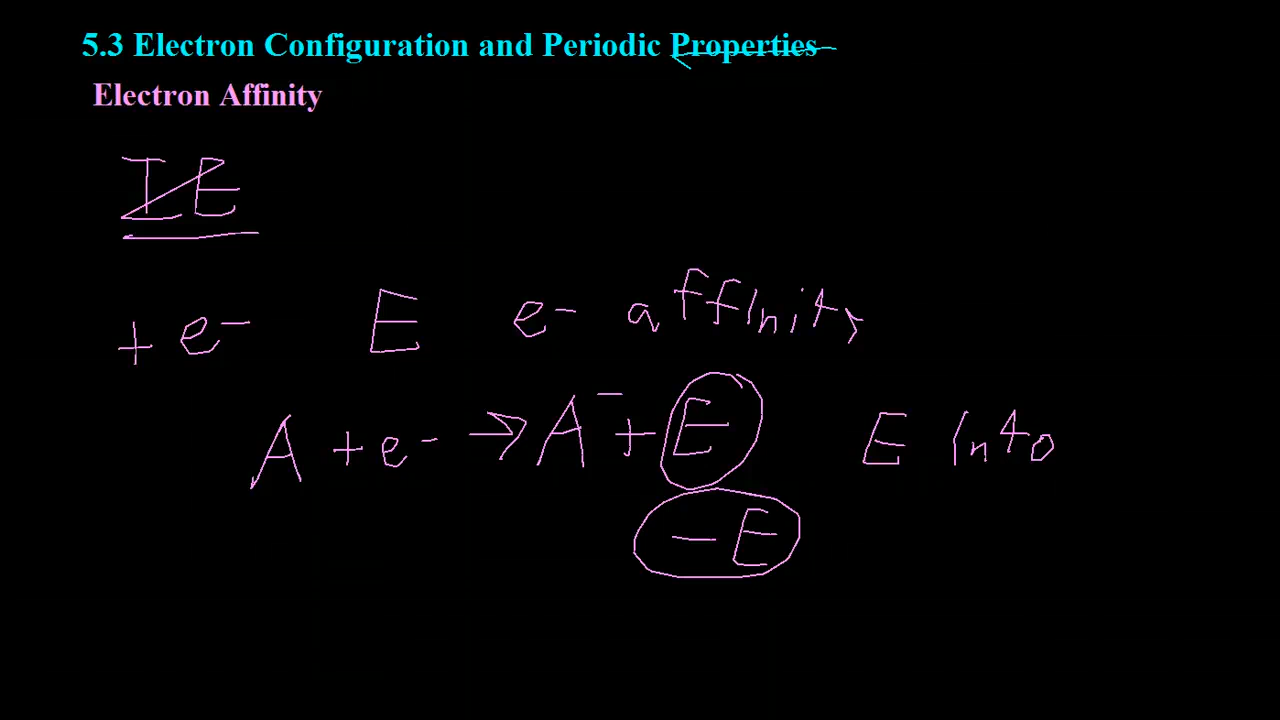 5.3 Electron Configuration and Periodic Properties
Electron Affinity
IE
+ e⁻ E e⁻ affinity
A + e⁻ → A⁻ + E E into
− E